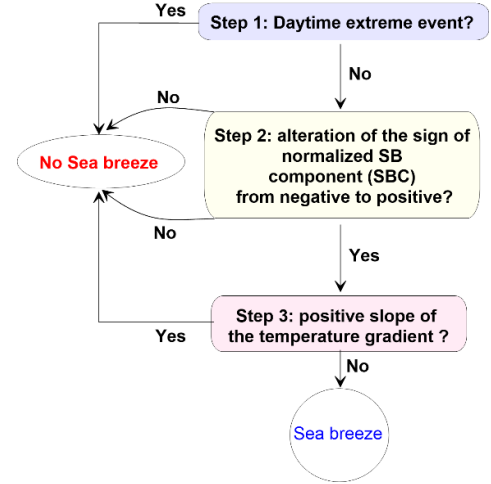 Yes
Step 1: Daytime extreme event?
No
No
Step 2: alteration of the sign of
normalized SB
component (SBC)
from negative to positive?
No Sea breeze
No
Yes
Step 3: positive slope of
the temperature gradient ?
Yes
No
Sea breeze